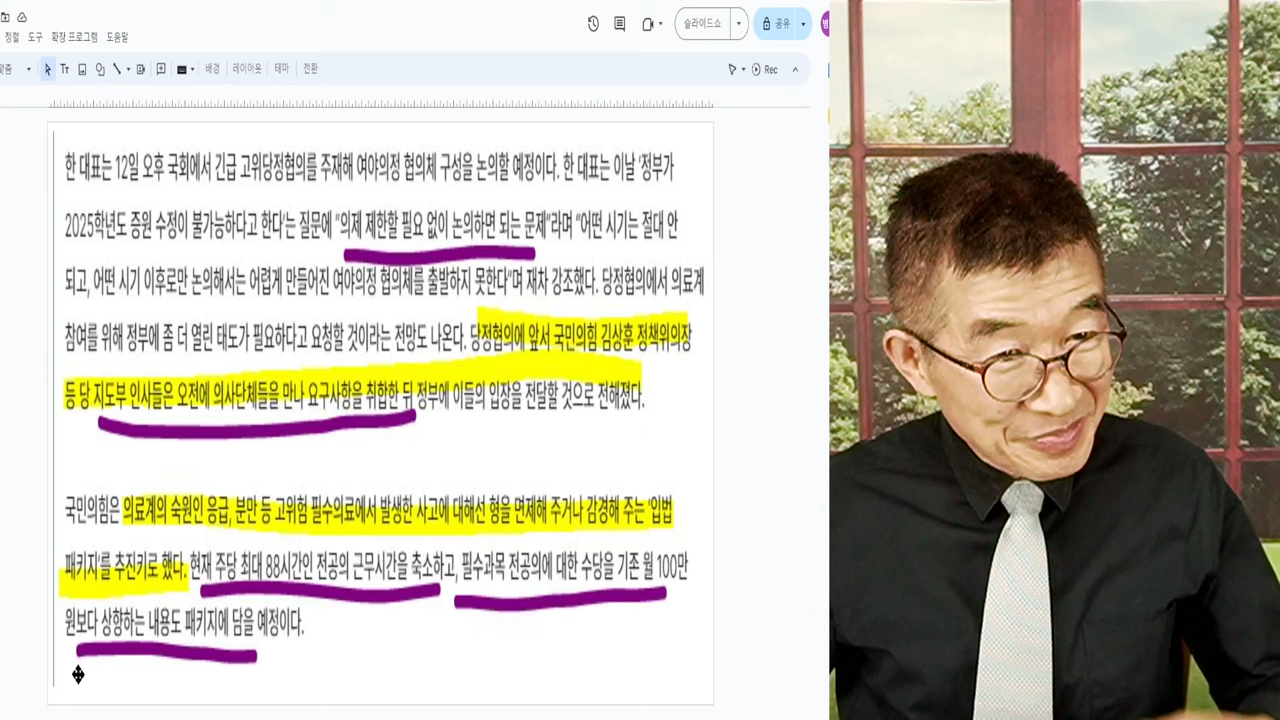 정렬 도구 확장 프로그램 도움말
슬라이드쇼
공유
맞춤
배경 레이아웃 테마 전환
Rec
한 대표는 12일 오후 국회에서 긴급 고위당정협의를 주재해 여야의정 협의체 구성을 논의할 예정이다. 한 대표는 이날 '정부가
2025학년도 증원 수정이 불가능하다고 한다'는 질문에 “의제 제한할 필요 없이 논의하면 되는 문제”라며 “어떤 시기는 절대 안
되고, 어떤 시기 이후로만 논의해서는 어렵게 만들어진 여야의정 협의체를 출발하지 못한다”며 재차 강조했다. 당정협의에서 의료계
참여를 위해 정부에 좀 더 열린 태도가 필요하다고 요청할 것이라는 전망도 나온다. 당정협의에 앞서 국민의힘 김상훈 정책위의장
등 당 지도부 인사들은 오전에 의사단체들을 만나 요구사항을 취합한 뒤 정부에 이들의 입장을 전달할 것으로 전해졌다.
국민의힘은 의료계의 숙원인 응급, 분만 등 고위험 필수의료에서 발생한 사고에 대해선 형을 면제해 주거나 감경해 주는 '입법
패키지'를 추진키로 했다. 현재 주당 최대 88시간인 전공의 근무시간을 축소하고, 필수과목 전공의에 대한 수당을 기존 월 100만
원보다 상향하는 내용도 패키지에 담을 예정이다.